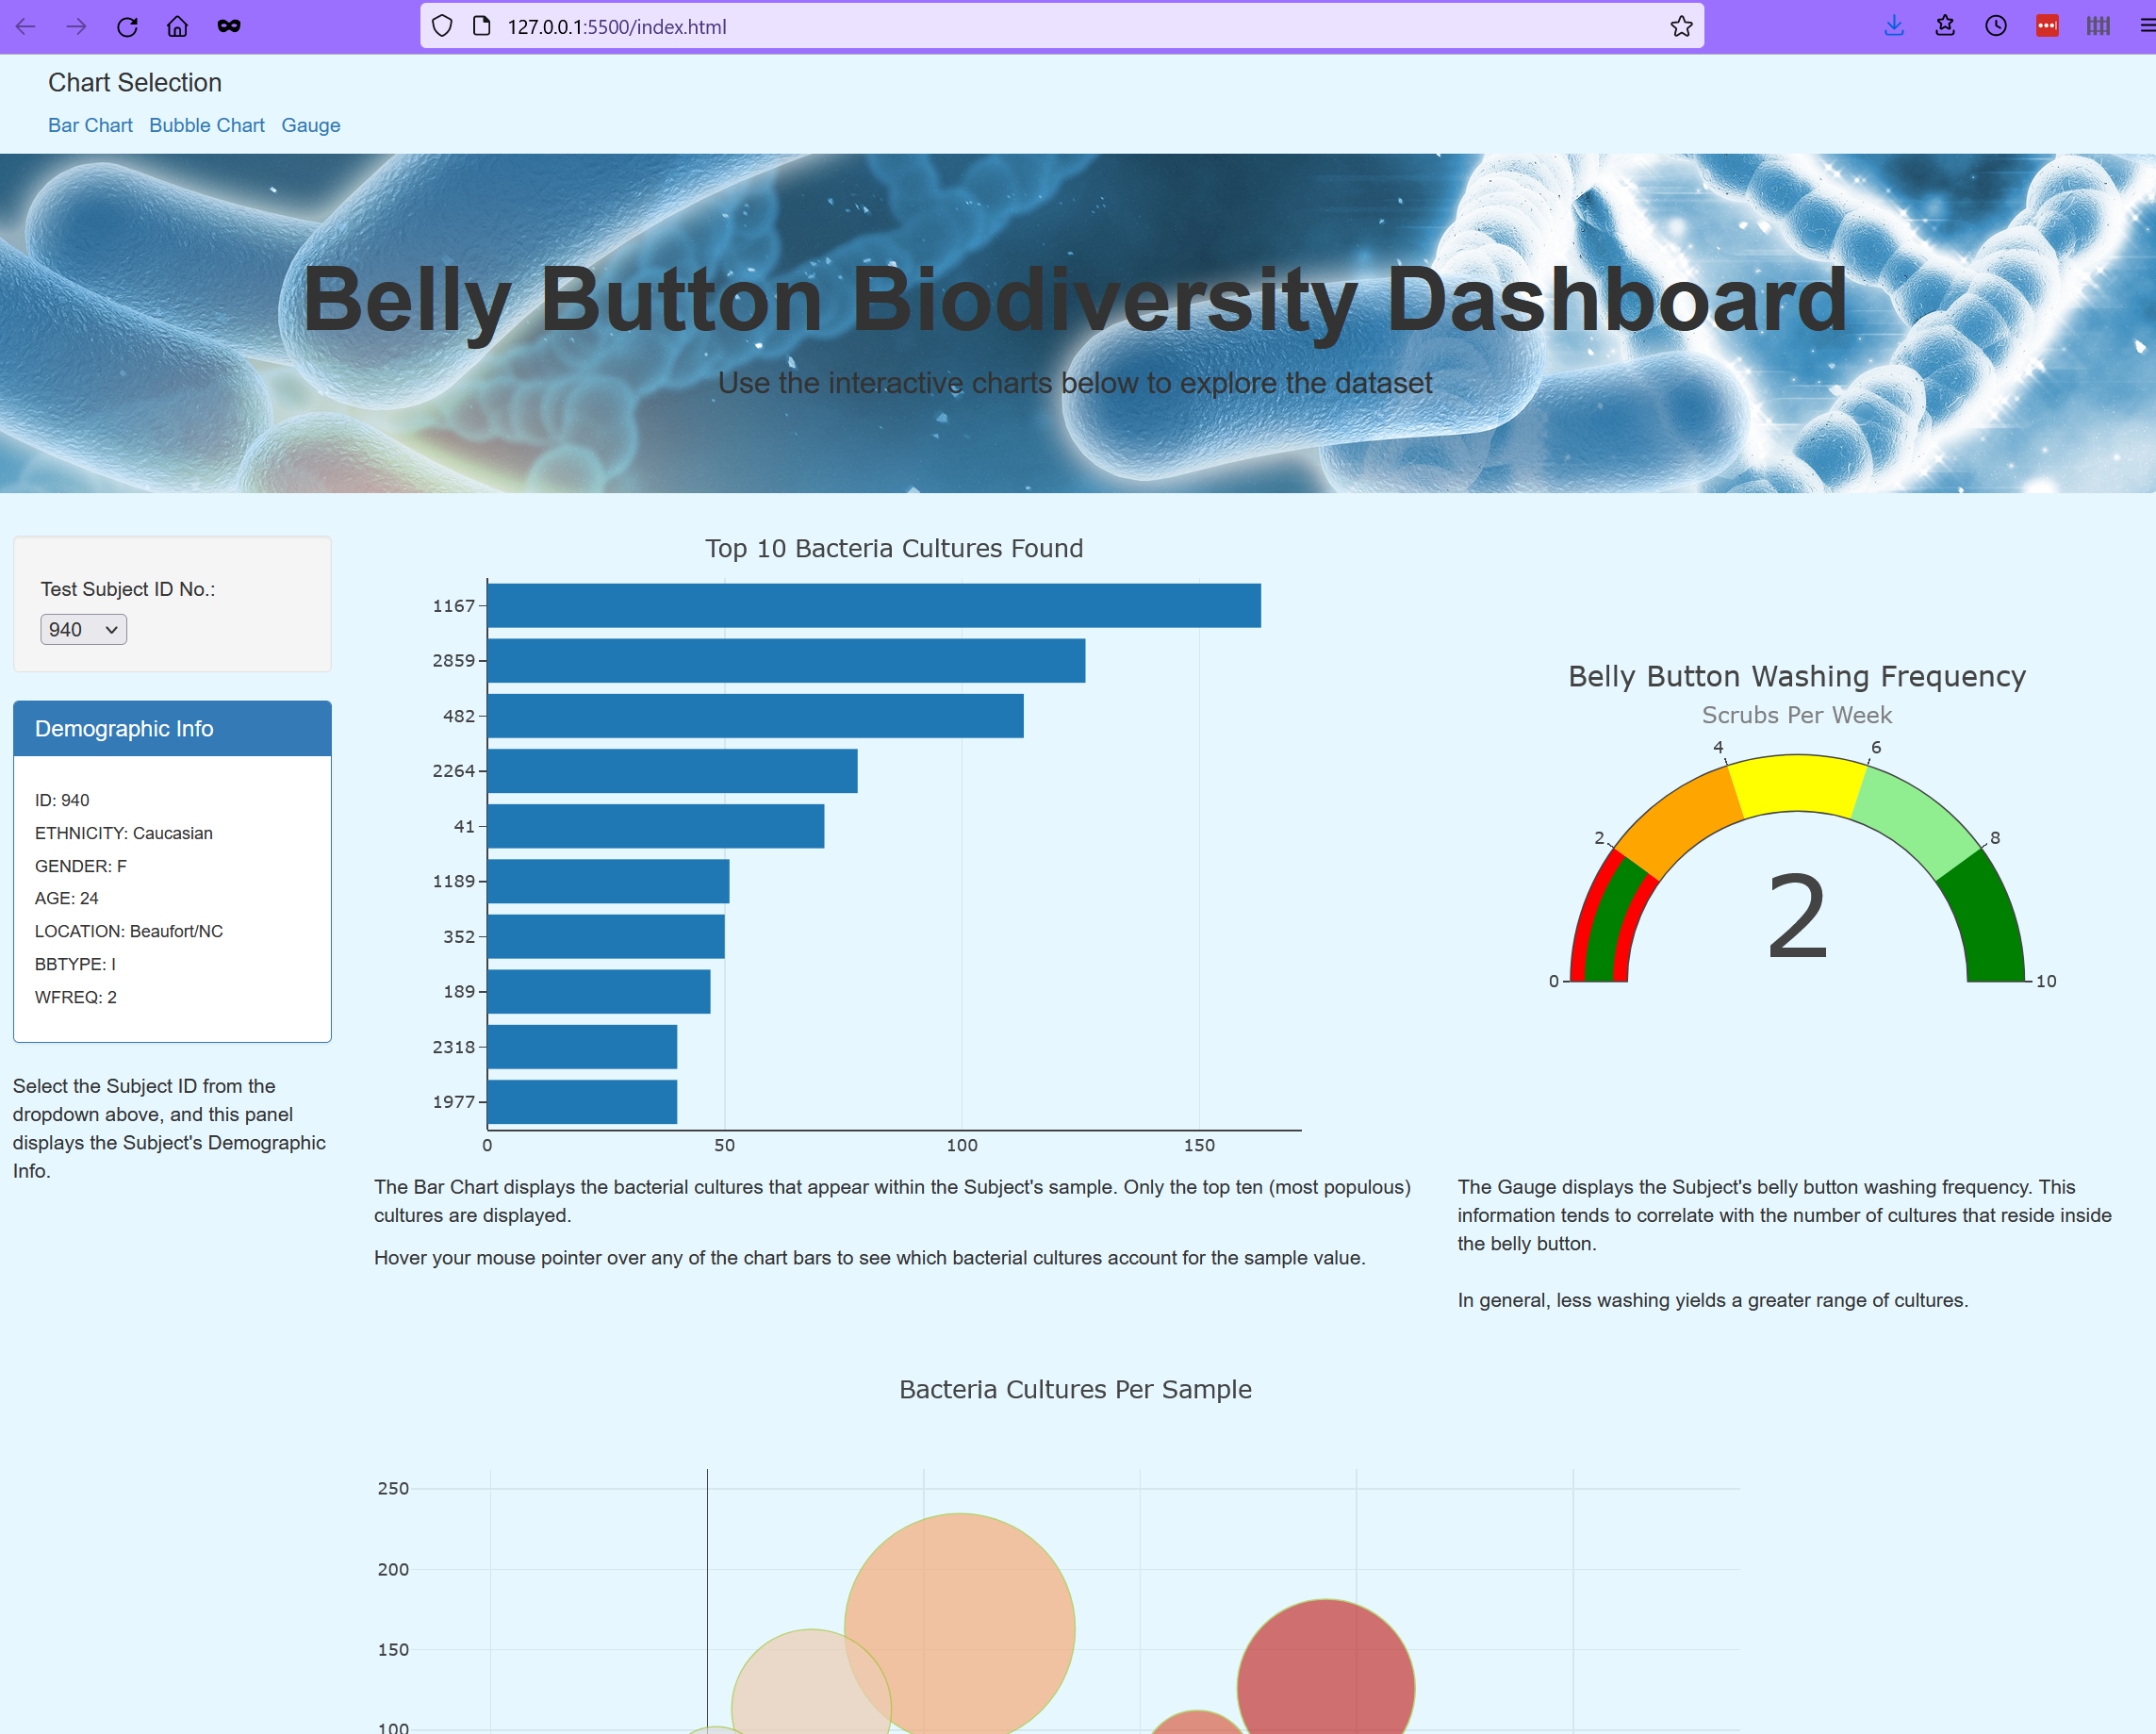 127.0.0.1:5500/index.html
Chart Selection
Bar Chart Bubble Chart Gauge
Belly Button Biodiversity Dashboard
Use the interactive charts below to explore the dataset
Test Subject ID No.:
940
Demographic Info
ID: 940
ETHNICITY: Caucasian
GENDER: F
AGE: 24
LOCATION: Beaufort/NC
BBTYPE: I
WFREQ: 2
Select the Subject ID from the
dropdown above, and this panel
displays the Subject's Demographic
Info.
Top 10 Bacteria Cultures Found
1167
2859
482
2264
41
1189
352
189
2318
1977
0 50 100 150
The Bar Chart displays the bacterial cultures that appear within the Subject's sample. Only the top ten (most populous)
cultures are displayed.
Hover your mouse pointer over any of the chart bars to see which bacterial cultures account for the sample value.
Belly Button Washing Frequency
Scrubs Per Week
4 6
2 8
2
0 10
The Gauge displays the Subject's belly button washing frequency. This
information tends to correlate with the number of cultures that reside inside
the belly button.
In general, less washing yields a greater range of cultures.
Bacteria Cultures Per Sample
250
200
150
100